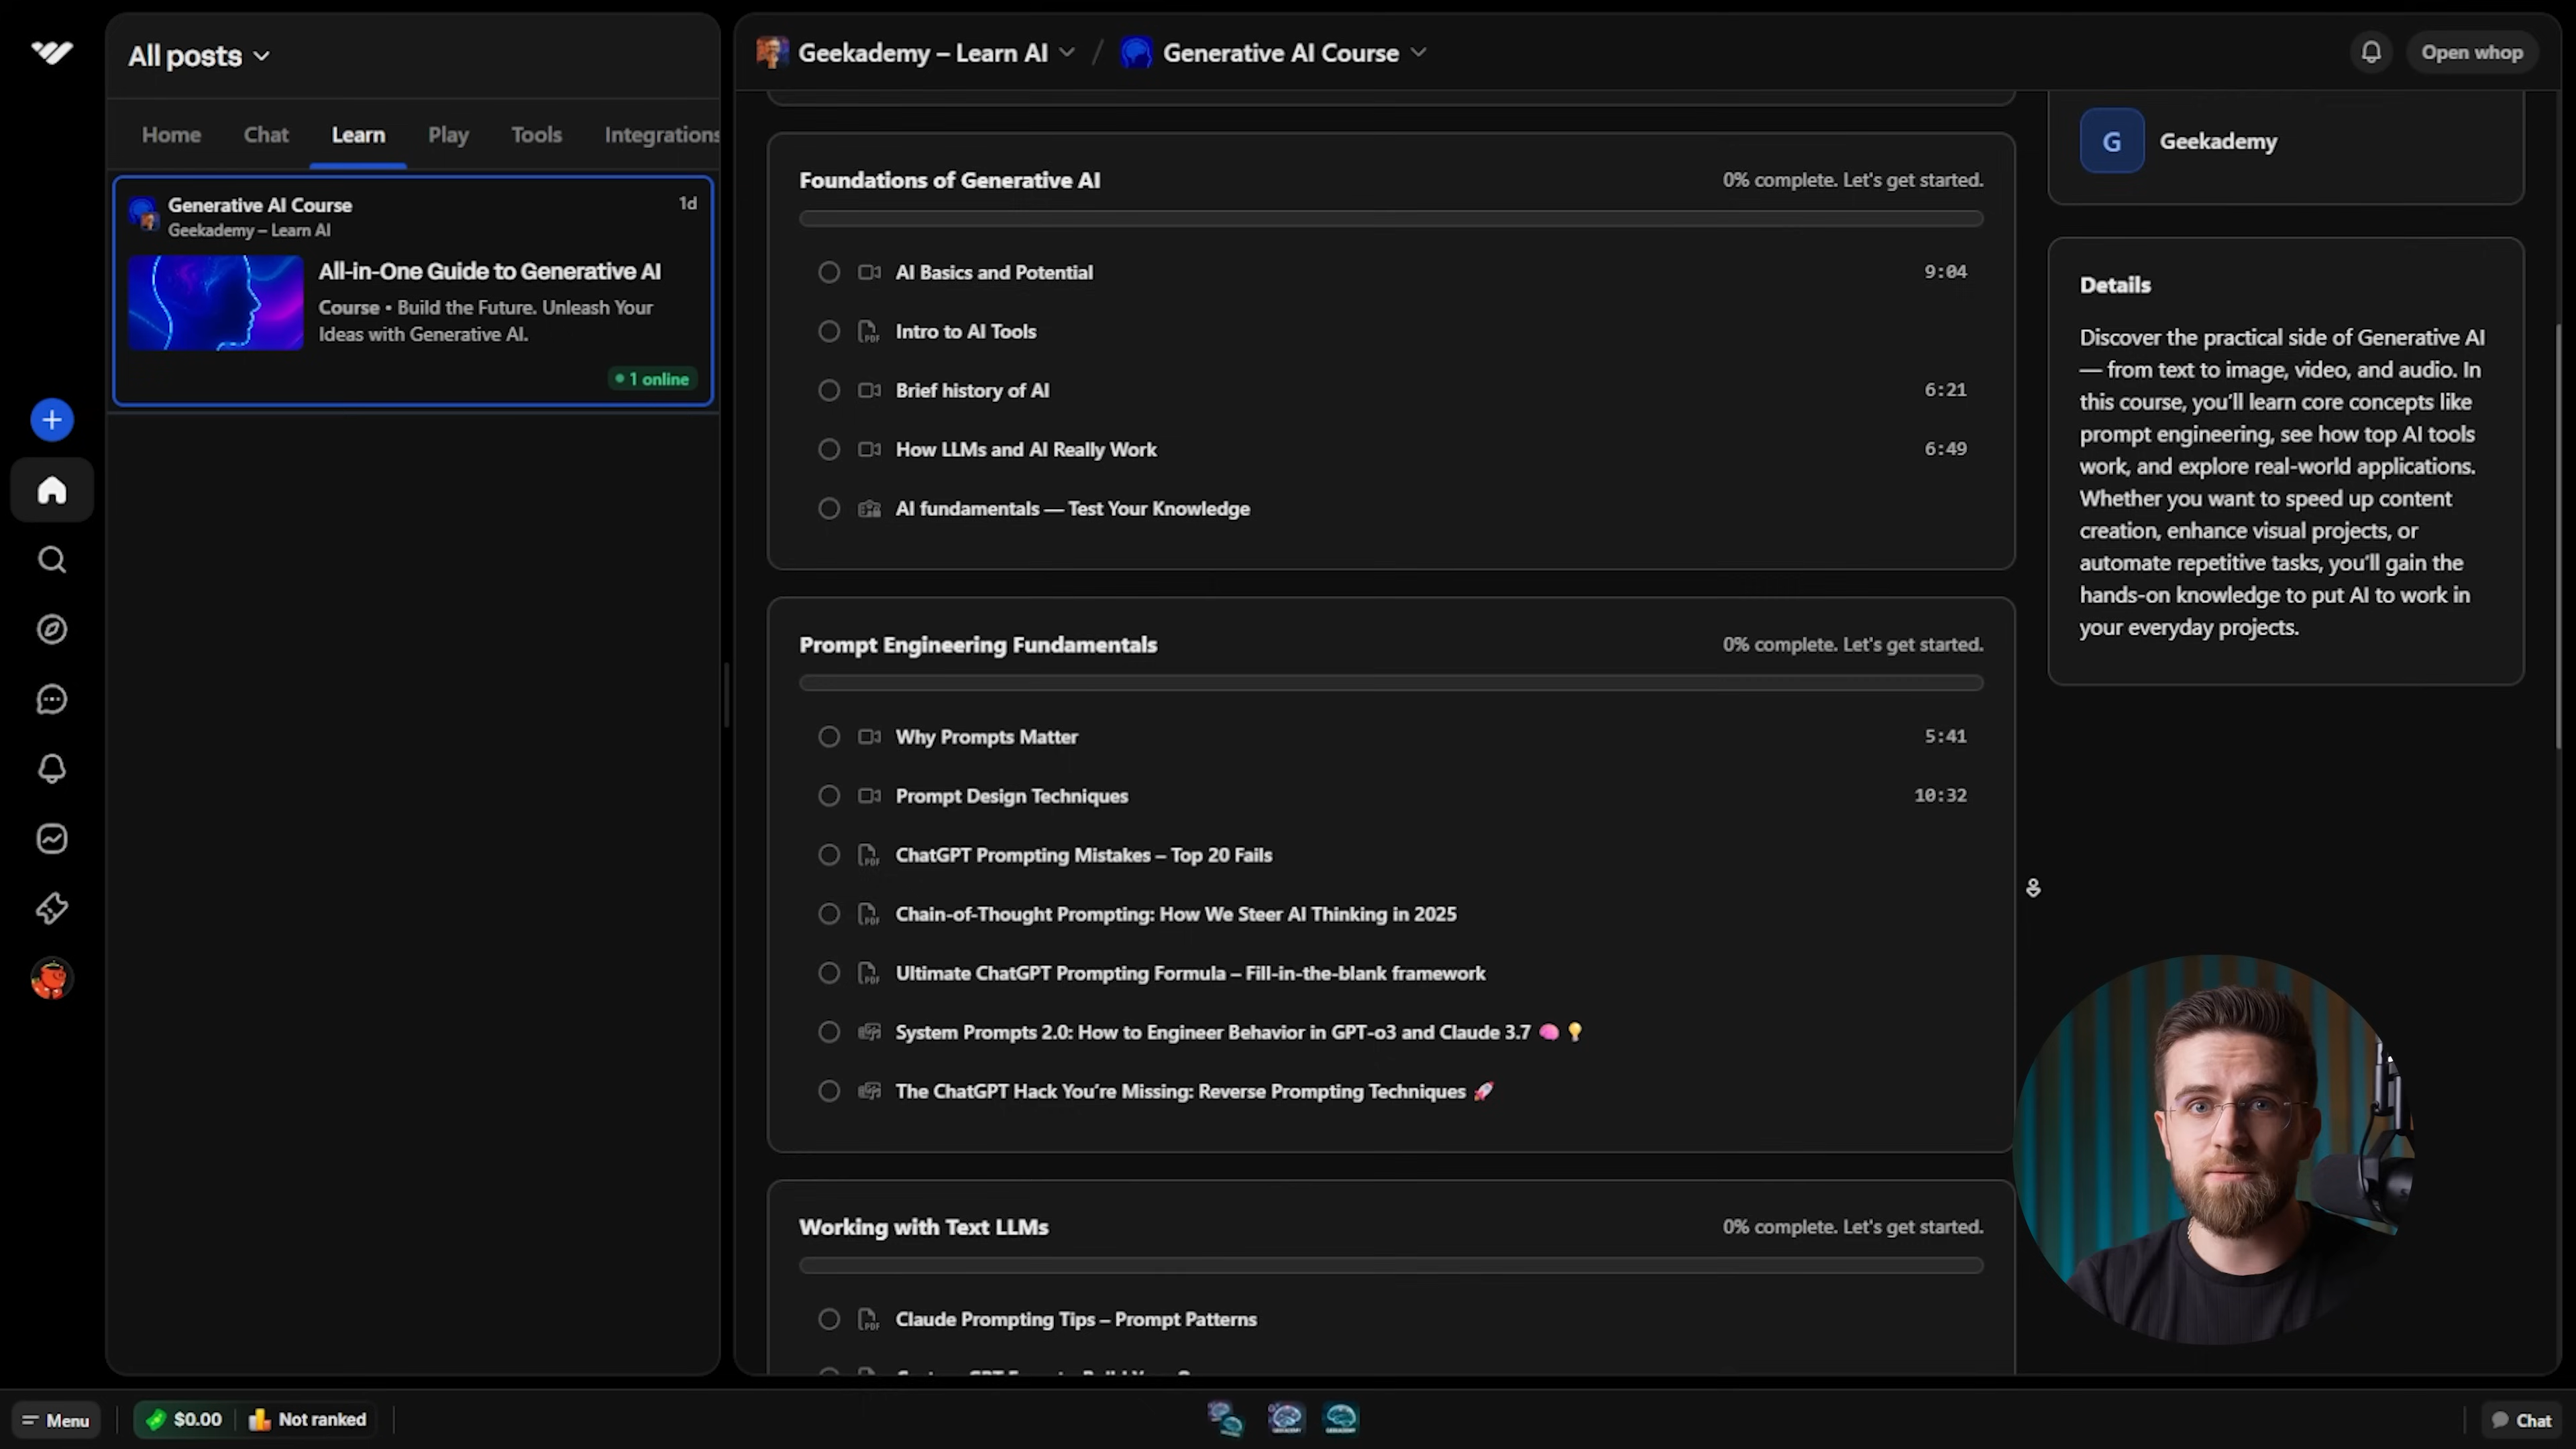 All posts
Home Chat Learn Play Tools Integrations
Generative AI Course 1d
Geekademy – Learn AI
All-in-One Guide to Generative AI
Course • Build the Future. Unleash Your
Ideas with Generative AI.
1 online
Geekademy – Learn AI / Generative AI Course
Open whop
Foundations of Generative AI 0% complete. Let's get started.
AI Basics and Potential 9:04
PDF Intro to AI Tools
Brief history of AI 6:21
How LLMs and AI Really Work 6:49
AI fundamentals — Test Your Knowledge
Prompt Engineering Fundamentals 0% complete. Let's get started.
Why Prompts Matter 5:41
Prompt Design Techniques 10:32
PDF ChatGPT Prompting Mistakes – Top 20 Fails
PDF Chain-of-Thought Prompting: How We Steer AI Thinking in 2025
PDF Ultimate ChatGPT Prompting Formula – Fill-in-the-blank framework
System Prompts 2.0: How to Engineer Behavior in GPT-o3 and Claude 3.7 🧠 💡
The ChatGPT Hack You’re Missing: Reverse Prompting Techniques 🚀
Working with Text LLMs 0% complete. Let's get started.
PDF Claude Prompting Tips – Prompt Patterns
G Geekademy
Details
Discover the practical side of Generative AI
— from text to image, video, and audio. In
this course, you’ll learn core concepts like
prompt engineering, see how top AI tools
work, and explore real-world applications.
Whether you want to speed up content
creation, enhance visual projects, or
automate repetitive tasks, you’ll gain the
hands-on knowledge to put AI to work in
your everyday projects.
Menu $0.00 Not ranked
Chat